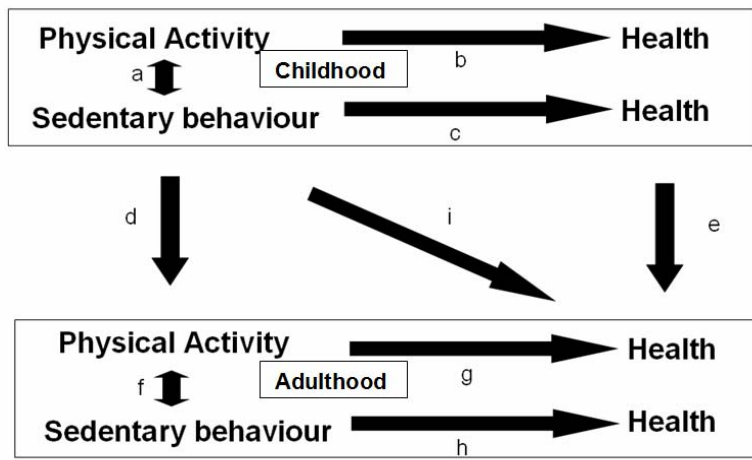 Physical Activity
b
Health
Childhood
a
Sedentary behaviour
c
Health
d
i
e
Physical Activity
g
Health
Adulthood
f
Sedentary behaviour
h
Health